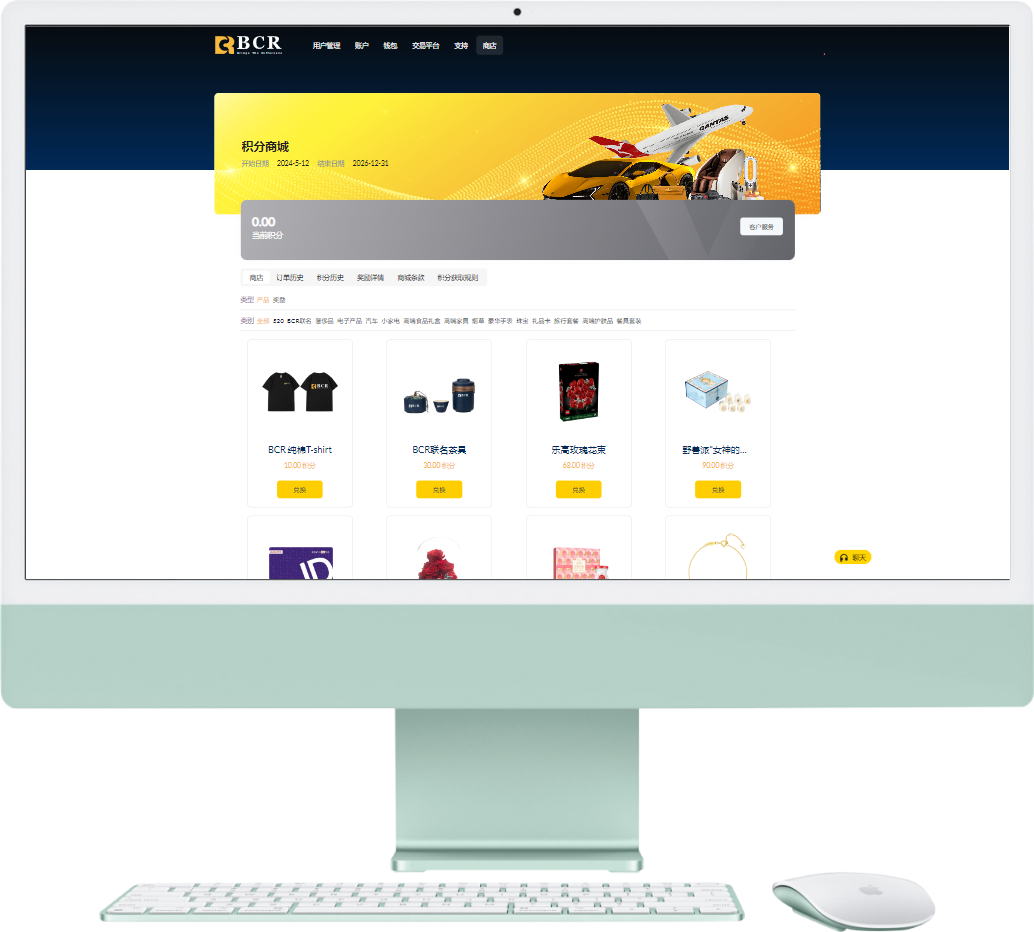 BCR
Brings The Difference
用户管理 账户 钱包 交易平台 支持 商店
积分商城
开始日期 2024-5-12 结束日期 2026-12-31
QANTAS
0.00
当前积分
客户服务
商店 订单历史 积分历史 奖励详情 商城条款 积分获取规则
类型 产品 奖励
类别 全部 520 BCR联名 奢侈品 电子产品 汽车 小家电 高端食品礼盒 高端家具 烟草 豪华手表 珠宝 礼品卡 旅行套餐 高端护肤品 餐具套装
BCR
BCR
BCR 纯棉T-shirt
BCR联名茶具
乐高玫瑰花束
野兽派“女神的...
10.00 积分
30.00 积分
68.00 积分
90.00 积分
兑换
兑换
兑换
兑换
聊天